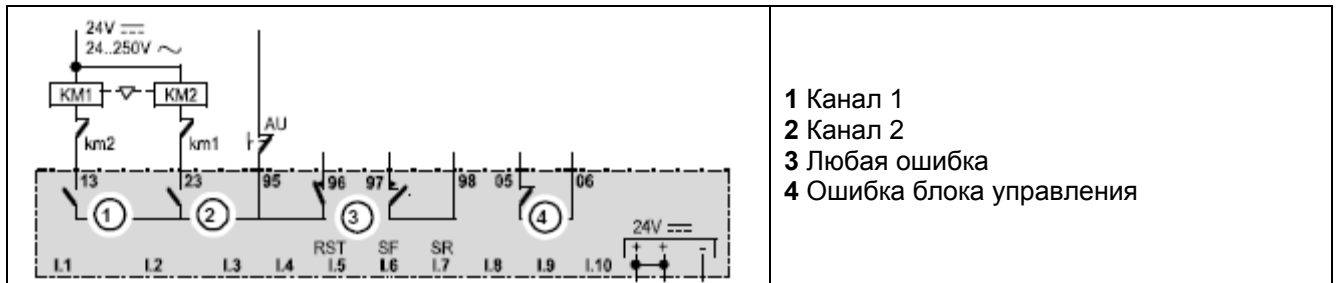 24V
24..250V
KM1 KM2
km2 km1 AU
13 23 95 96 97 98 05 06
1 2 3 4
24V
+ + -
RST SF SR
I.1 I.2 I.3 I.4 I.5 I.6 I.7 I.8 I.9 I.10
1 Канал 1
2 Канал 2
3 Любая ошибка
4 Ошибка блока управления